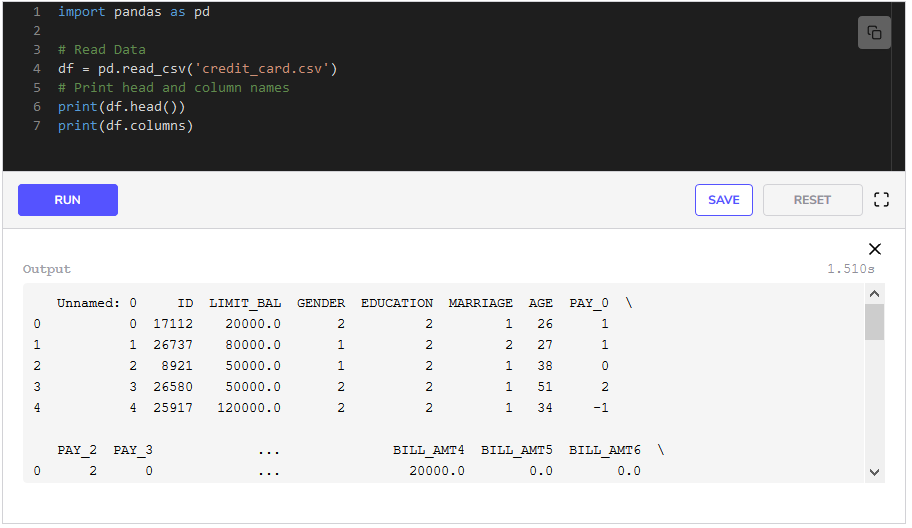 1 import pandas as pd
2
3 # Read Data
4 df = pd.read_csv('credit_card.csv')
5 # Print head and column names
6 print(df.head())
7 print(df.columns)
RUN SAVE RESET
Output 1.510s
Unnamed: 0 ID LIMIT_BAL GENDER EDUCATION MARRIAGE AGE PAY_0 \
0 0 17112 20000.0 2 2 1 26 1
1 1 26737 80000.0 1 2 2 27 1
2 2 8921 50000.0 1 2 1 38 0
3 3 26580 50000.0 2 2 1 51 2
4 4 25917 120000.0 2 2 1 34 -1
PAY_2 PAY_3 ... BILL_AMT4 BILL_AMT5 BILL_AMT6 \
0 2 0 ... 20000.0 0.0 0.0